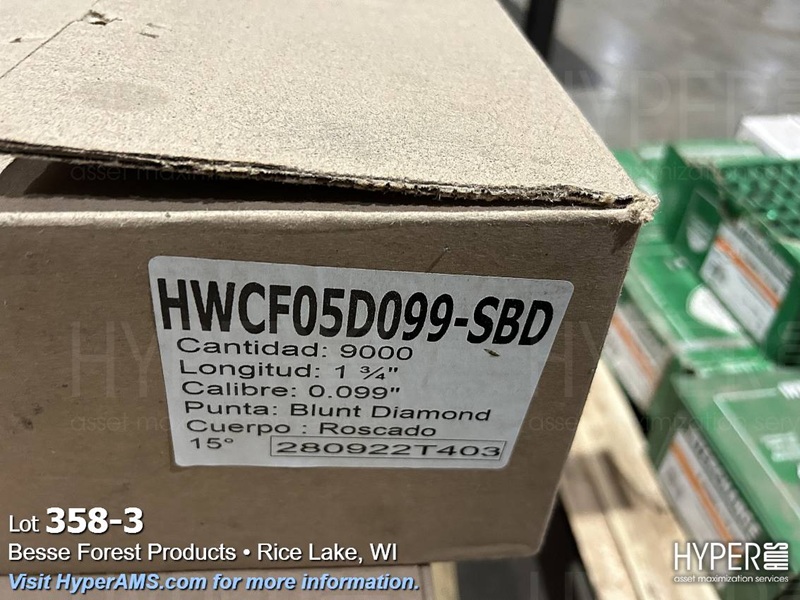 HWCF05D099-SBD
Cantidad: 9000
Longitud: 1 ¾"
Calibre: 0.099"
Punta: Blunt Diamond
Cuerpo : Roscado
15° 280922T403
Lot 358-3
Besse Forest Products • Rice Lake, WI
Visit HyperAMS.com for more information.
HYPER AMS
asset maximization services